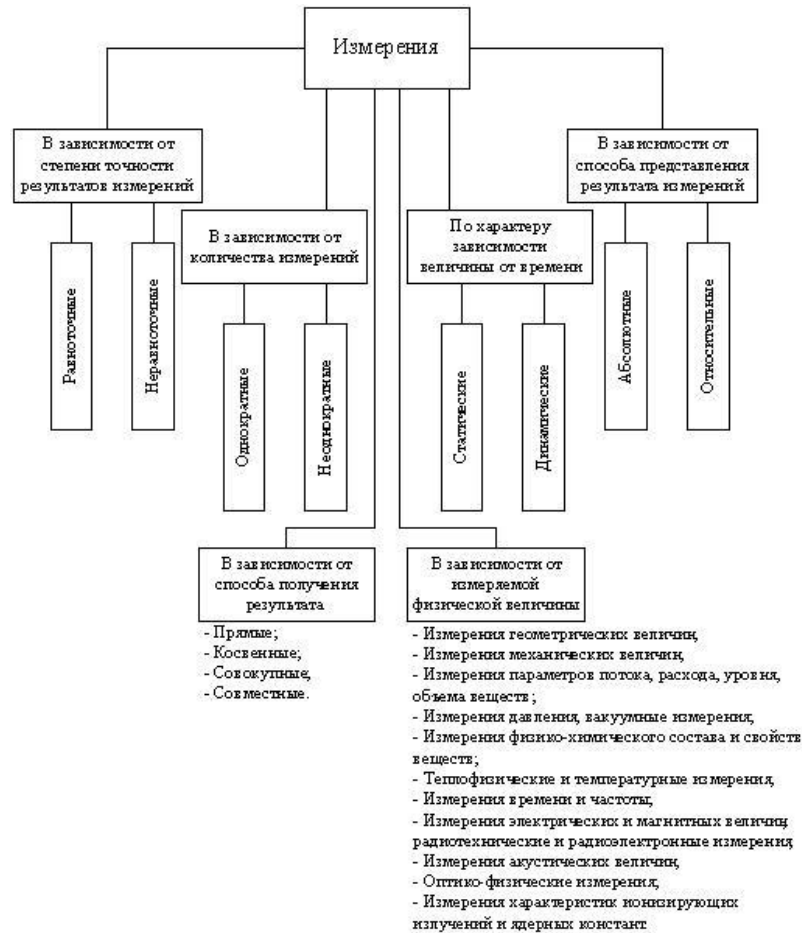 Измерения
В зависимости от
степени точности
результатов измерений
В зависимости от
способа представления
результата измерений
В зависимости от
количества измерений
По характеру
зависимости
величины от времени
Равноточные
Неравноточные
Однократные
Неоднократные
Статические
Динамические
Абсолютные
Относительные
В зависимости от
способа получения
результата
- Прямые;
- Косвенные;
- Совокупные;
- Совместные.
В зависимости от
измеряемой
физической величины
- Измерения геометрических величин;
- Измерения механических величин;
- Измерения параметров потока, расхода, уровня,
объема веществ;
- Измерения давления, вакуумные измерения;
- Измерения физико-химического состава и свойств
веществ;
- Теплофизические и температурные измерения;
- Измерения времени и частоты;
- Измерения электрических и магнитных величин,
радиотехнические и радиоэлектронные измерения;
- Измерения акустических величин;
- Оптико-физические измерения;
- Измерения характеристик ионизирующих
излучений и ядерных констант